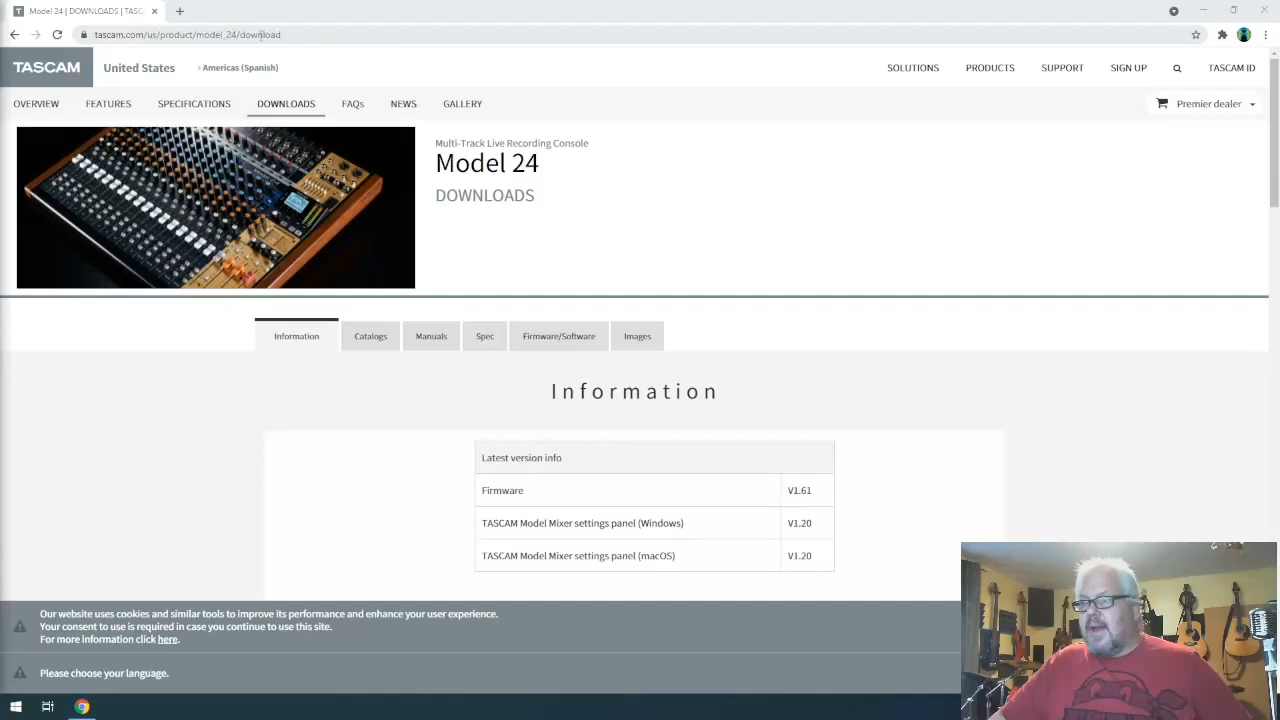 Model 24 | DOWNLOADS | TASC
tascam.com/us/product/model_24/download
TASCAM
United States
› Americas (Spanish)
SOLUTIONS
PRODUCTS
SUPPORT
SIGN UP
TASCAM ID
OVERVIEW
FEATURES
SPECIFICATIONS
DOWNLOADS
FAQs
NEWS
GALLERY
Premier dealer
Multi-Track Live Recording Console
Model 24
DOWNLOADS
Information
Catalogs
Manuals
Spec
Firmware/Software
Images
Information
Latest version info
Firmware V1.61
TASCAM Model Mixer settings panel (Windows) V1.20
TASCAM Model Mixer settings panel (macOS) V1.20
Our website uses cookies and similar tools to improve its performance and enhance your user experience.
Your consent to use is required in case you continue to use this site.
For more information click here.
Please choose your language.